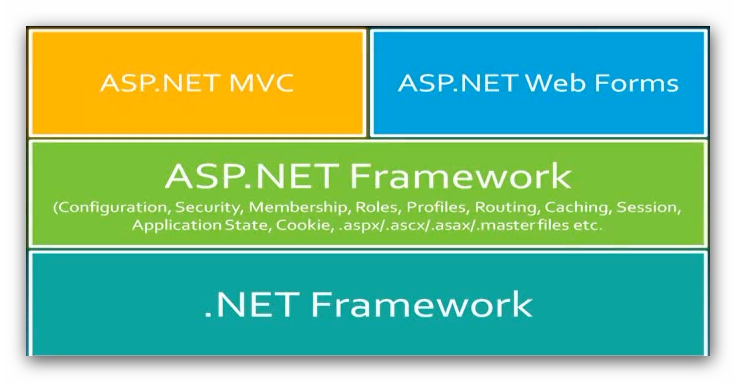 ASP.NET MVC
ASP.NET Web Forms
ASP.NET Framework
(Configuration, Security, Membership, Roles, Profiles, Routing, Caching, Session,
Application State, Cookie, .aspx/.ascx/.asax/.master files etc.
.NET Framework